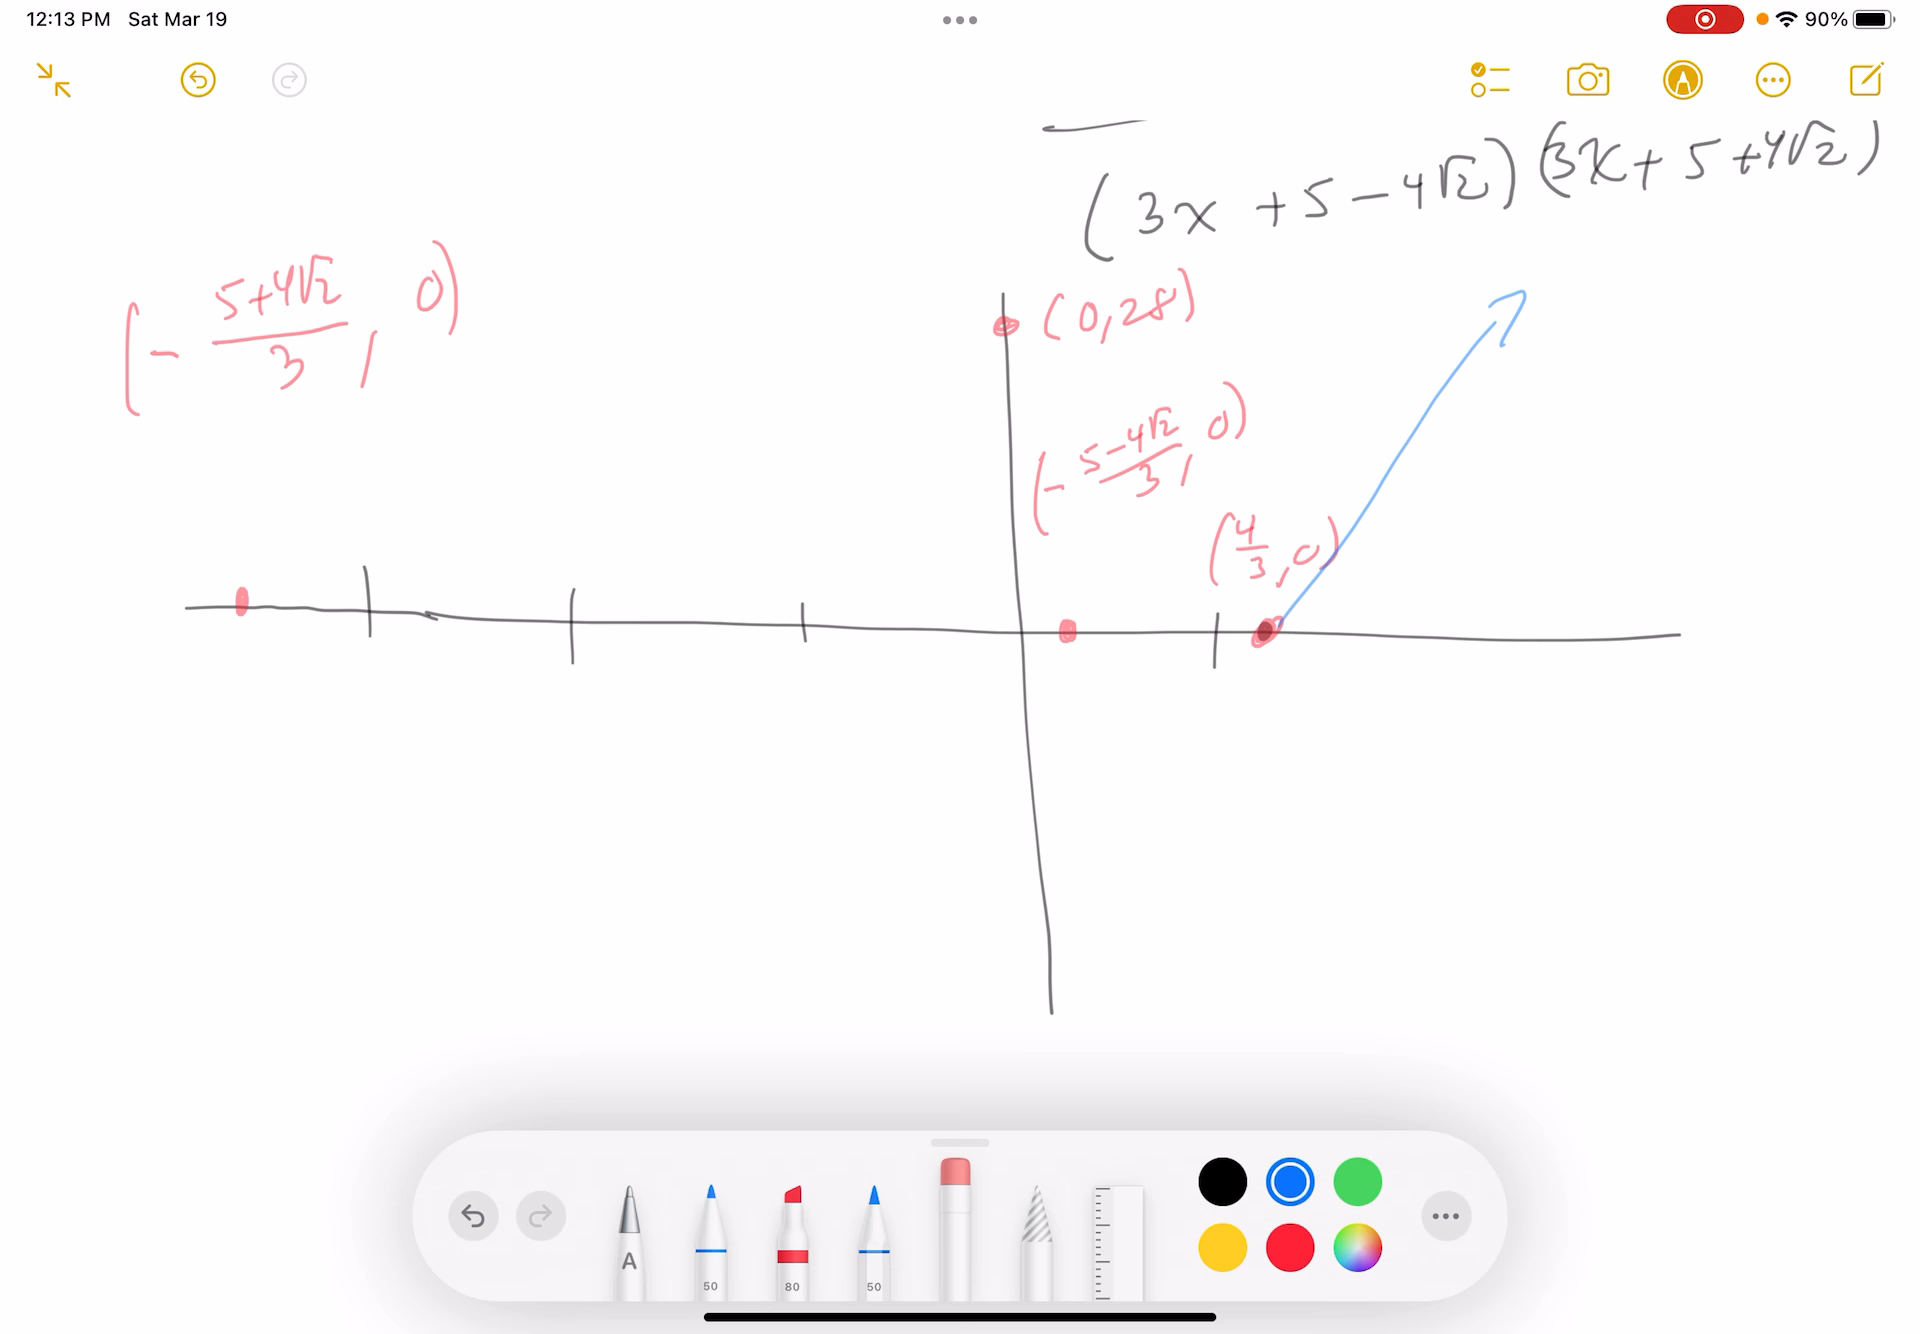 12:13 PM Sat Mar 19 90%
(3x + 5 - 4√2)(3x + 5 + 4√2)
(- (5+4√2)/3, 0)
(0, 28)
(- (5-4√2)/3, 0)
(4/3, 0)
A 50 80 50